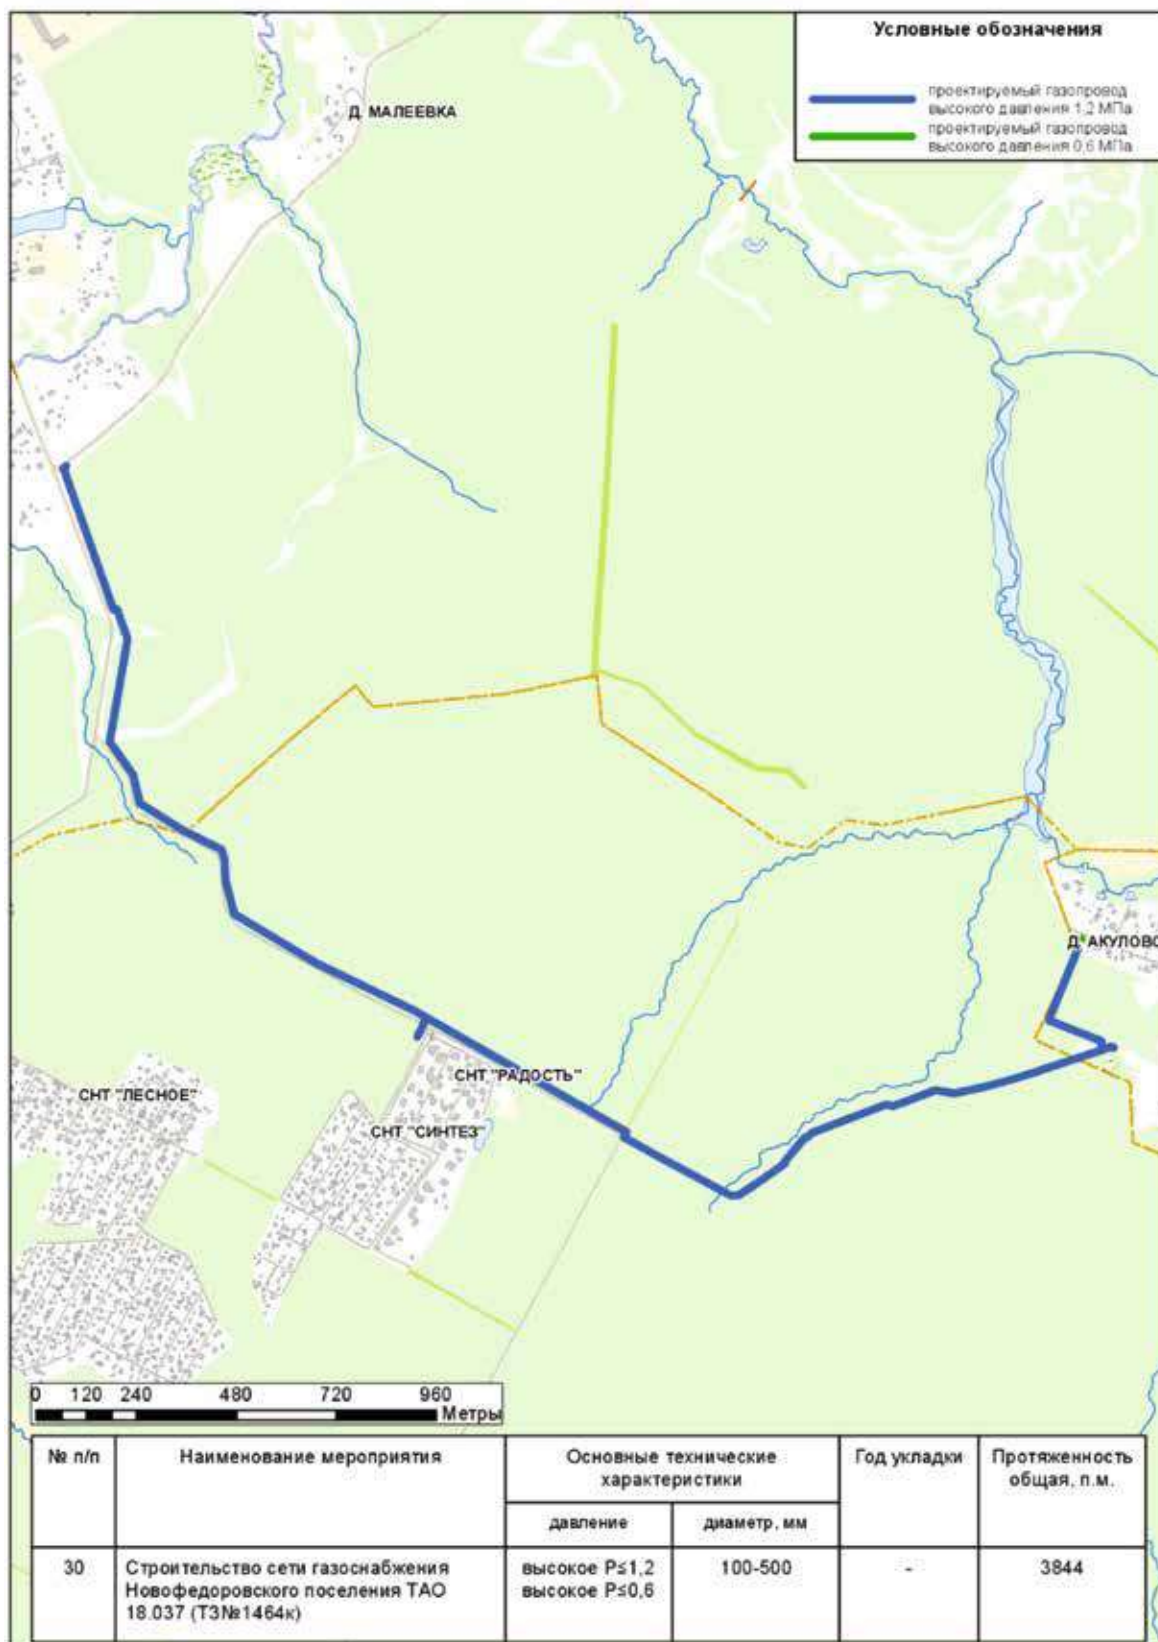 Условные обозначения
проектируемый газопровод
высокого давления 1,2 МПа
проектируемый газопровод
высокого давления 0,6 МПа
Д. МАЛЕЕВКА
Д. АКУЛОВО
СНТ "РАДОСТЬ"
СНТ "ЛЕСНОЕ"
СНТ "СИНТЕЗ"
0 120 240 480 720 960
Метры
№ п/п Наименование мероприятия Основные технические характеристики Год укладки Протяженность общая, п.м.
давление диаметр, мм
30 Строительство сети газоснабжения высокое P≤1,2 100-500 - 3844
Новофедоровского поселения ТАО высокое P≤0,6
18.037 (ТЗ№1464к)